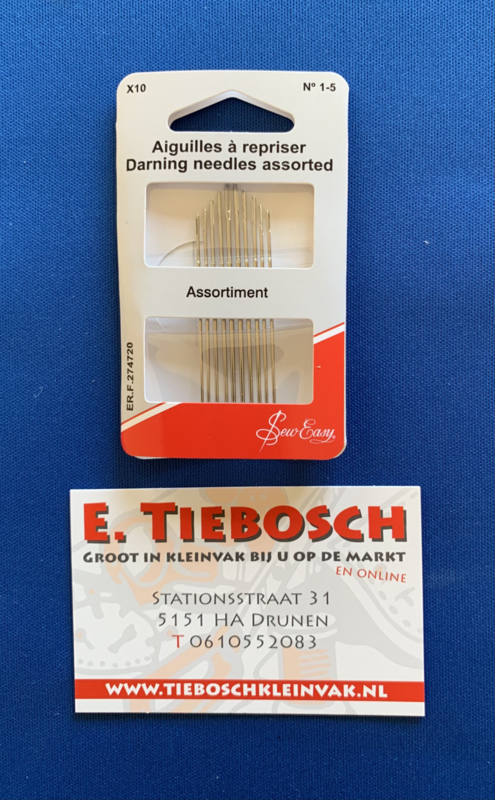 X10
N° 1-5
Aiguilles à repriser
Darning needles assorted
Assortiment
ER.F.274720
Sew Easy®
E. TIEBOSCH
GROOT IN KLEINVAK BIJ U OP DE MARKT
EN ONLINE
STATIONSSTRAAT 31
5151 HA DRUNEN
T 0610552083
WWW.TIEBOSCHKLEINVAK.NL